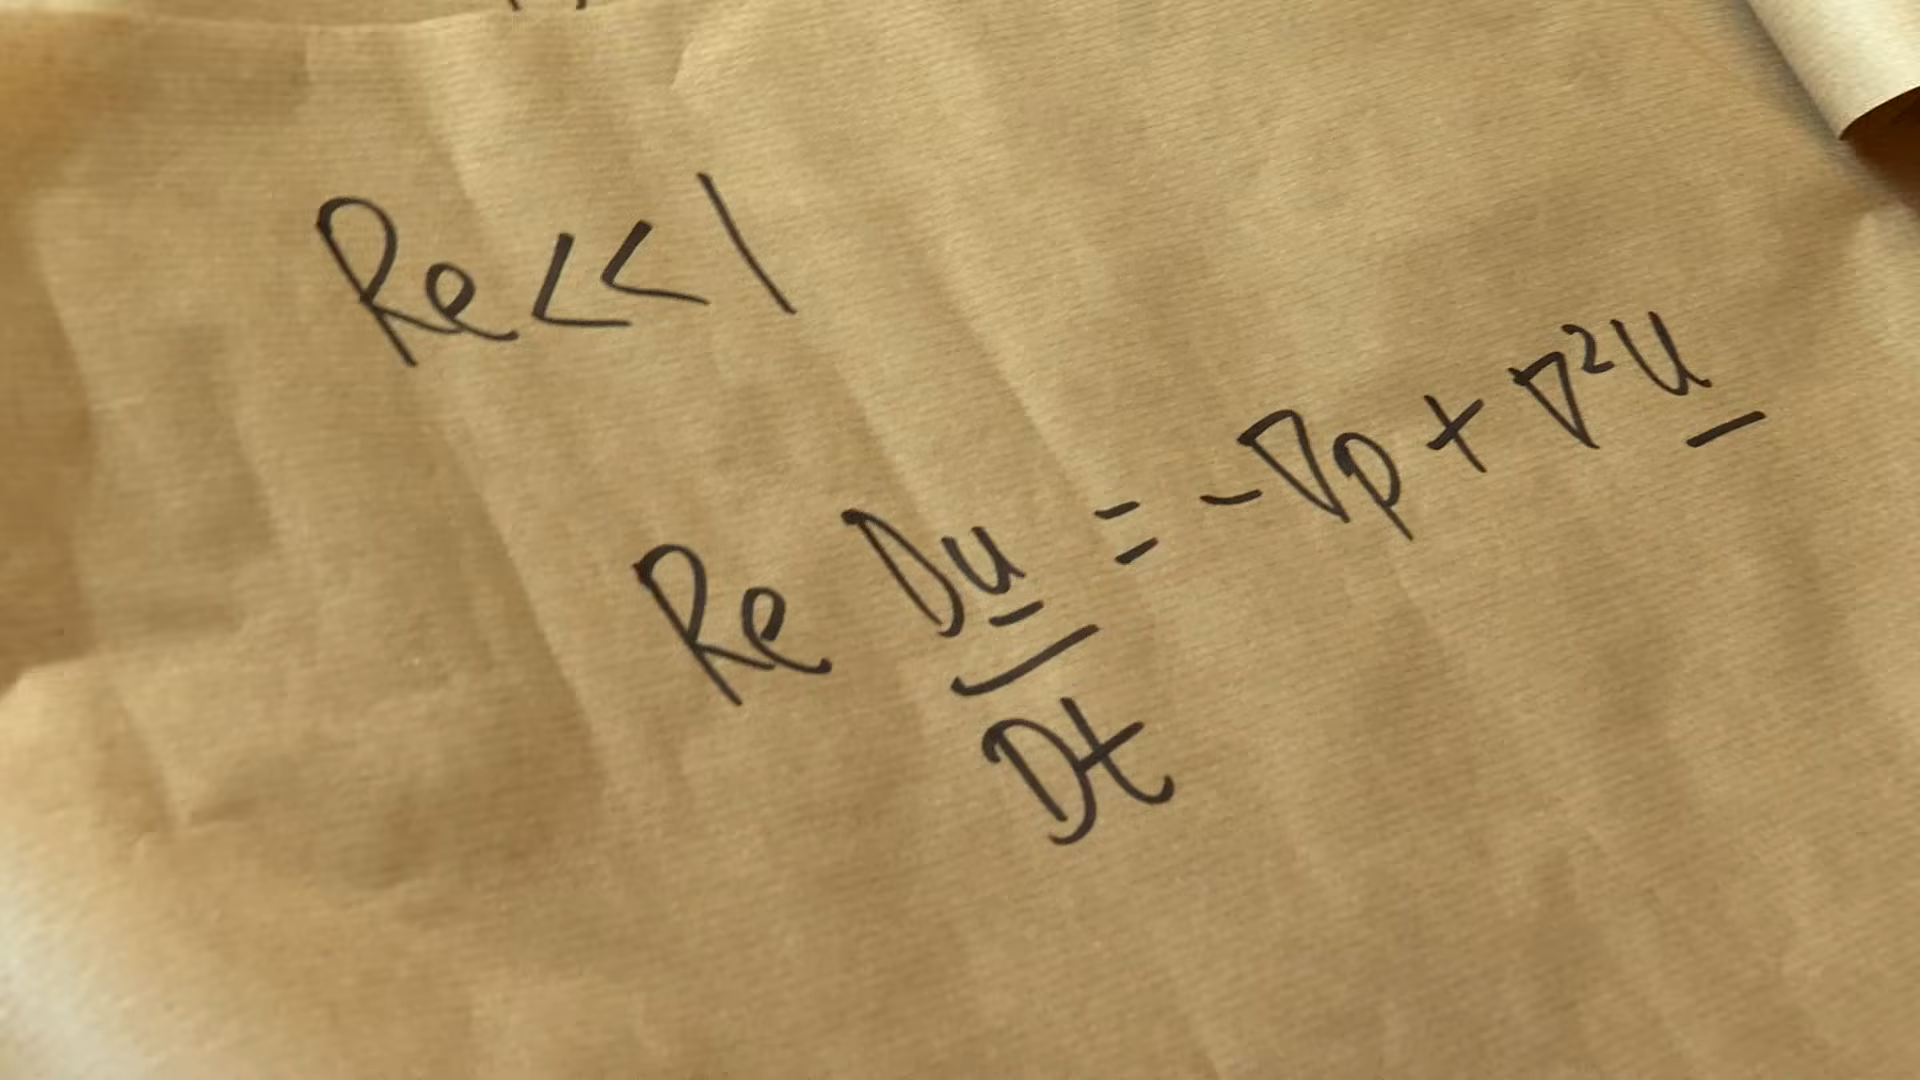 Re << 1
Re Du/Dt = -∇p + ∇²u